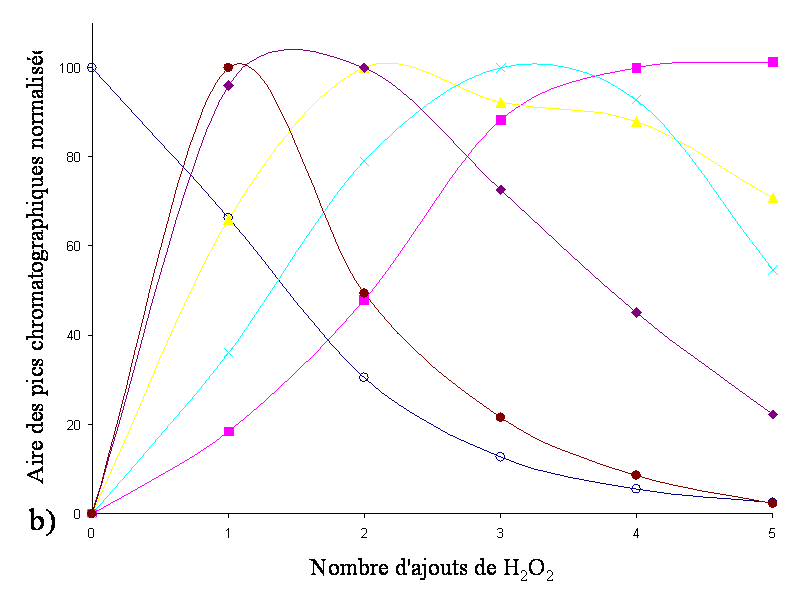 Aire des pics chromatographiques normalisée
100
80
60
40
20
0
b)
0 1 2 3 4 5
Nombre d'ajouts de H₂O₂